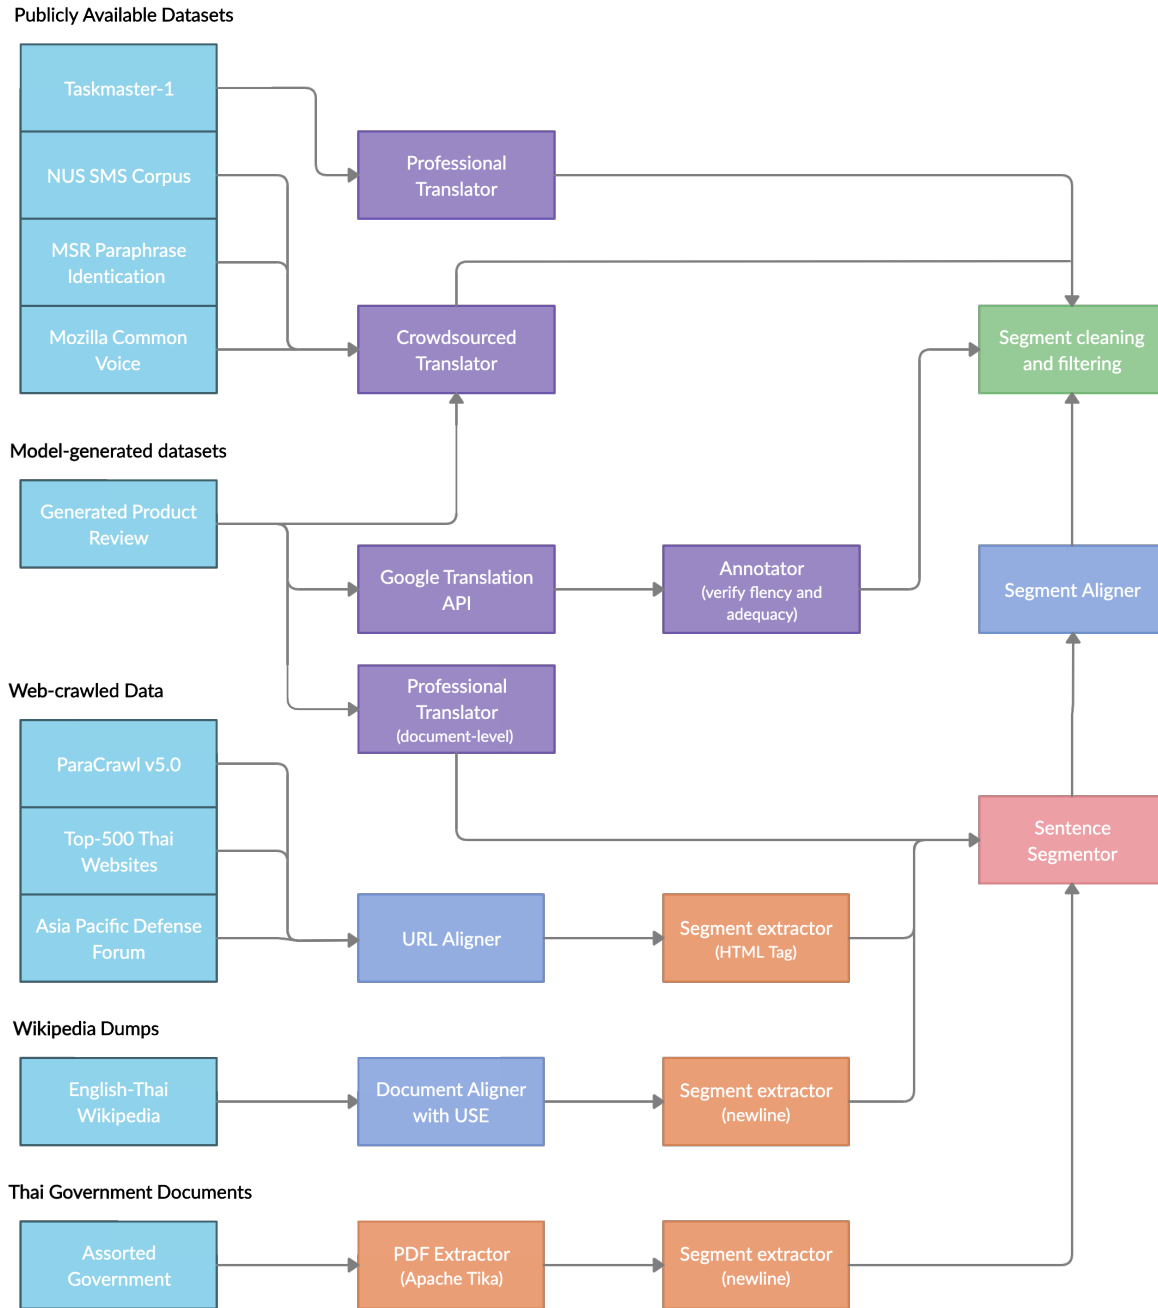 Publicly Available Datasets
Taskmaster-1
NUS SMS Corpus
MSR Paraphrase
Identication
Mozilla Common
Voice
Professional
Translator
Crowdsourced
Translator
Segment cleaning
and filtering
Model-generated datasets
Generated Product
Review
Google Translation
API
Annotator
(verify flency and
adequacy)
Segment Aligner
Professional
Translator
(document-level)
Web-crawled Data
ParaCrawl v5.0
Top-500 Thai
Websites
Asia Pacific Defense
Forum
URL Aligner
Segment extractor
(HTML Tag)
Sentence
Segmentor
Wikipedia Dumps
English-Thai
Wikipedia
Document Aligner
with USE
Segment extractor
(newline)
Thai Government Documents
Assorted
Government
PDF Extractor
(Apache Tika)
Segment extractor
(newline)